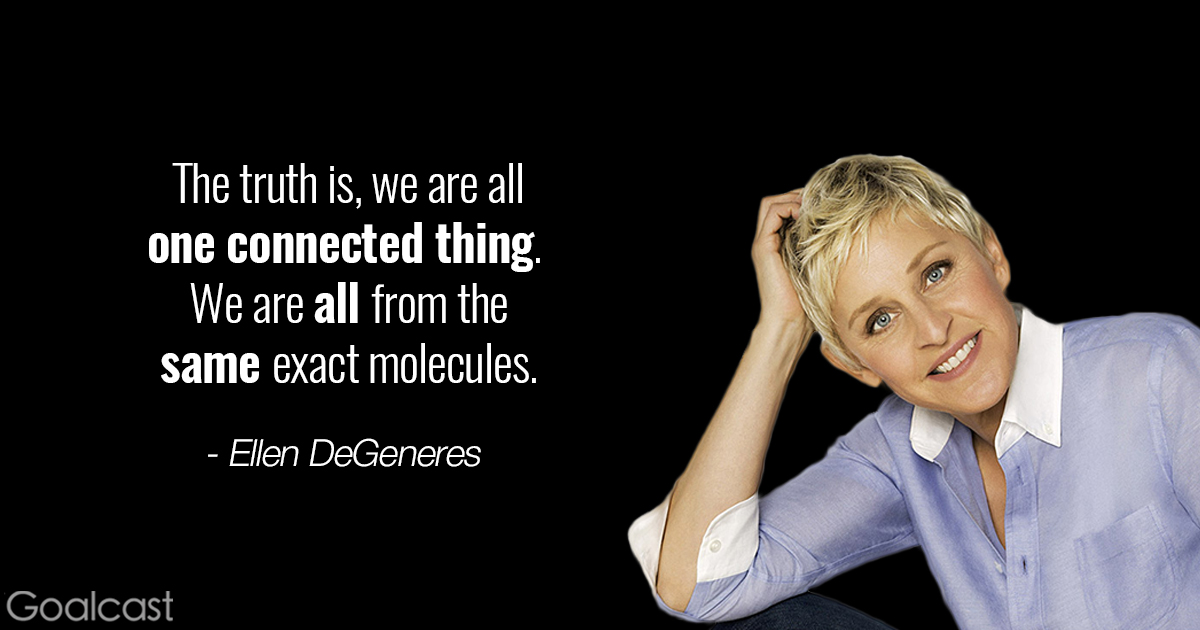 The truth is, we are all
one connected thing.
We are all from the
same exact molecules.
- Ellen DeGeneres
Goalcast